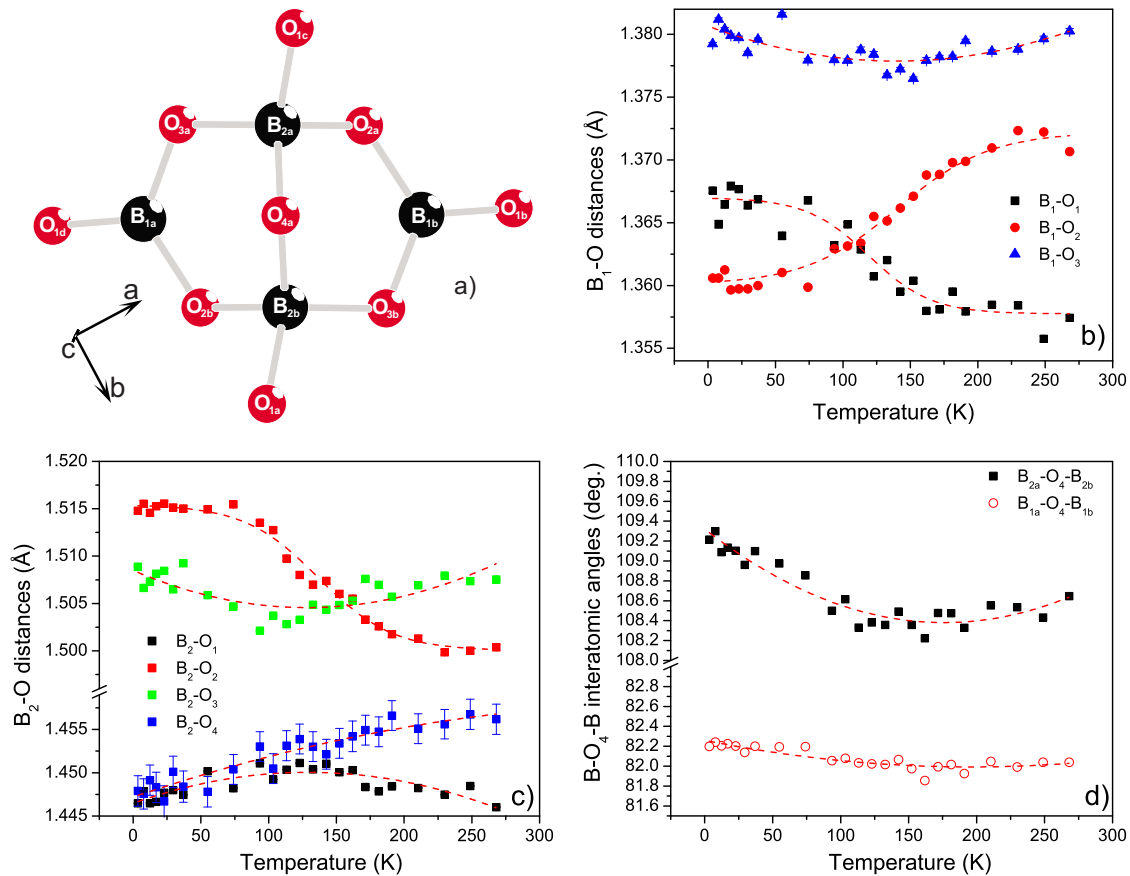 O1c
O3a
B2a
O2a
B1a
O4a
B1b
O1b
O1d
O2b
B2b
O3b
O1a
a
c
b
a)
B1-O distances (Å)
1.380
1.375
1.370
1.365
1.360
1.355
B1-O1
B1-O2
B1-O3
b)
0 50 100 150 200 250 300
Temperature (K)
B2-O distances (Å)
1.520
1.515
1.510
1.505
1.500
1.455
1.450
1.445
B2-O1
B2-O2
B2-O3
B2-O4
c)
0 50 100 150 200 250 300
Temperature (K)
B-O4-B interatomic angles (deg.)
110.0
109.8
109.6
109.4
109.2
109.0
108.8
108.6
108.4
108.2
108.0
82.6
82.4
82.2
82.0
81.8
81.6
B2a-O4-B2b
B1a-O4-B1b
d)
0 50 100 150 200 250 300
Temperature (K)